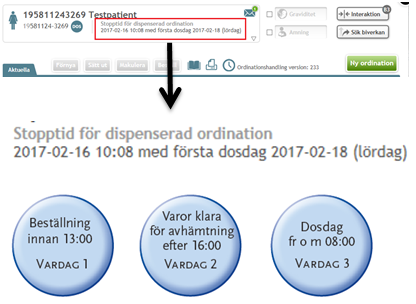 195811243269 Testpatient
19581124-3269 DOS
Stopptid för dispenserad ordination
2017-02-16 10:08 med första dosdag 2017-02-18 (lördag)
Graviditet
Amning
Interaktion
Sök biverkan
Aktuella
Förnya
Sätt ut
Makulera
Ordinationshandling version: 233
Ny ordination
Stopptid för dispenserad ordination
2017-02-16 10:08 med första dosdag 2017-02-18 (lördag)
Beställning
innan 13:00
VARDAG 1
Varor klara
för avhämtning
efter 16:00
VARDAG 2
Dosdag
fr o m 08:00
VARDAG 3